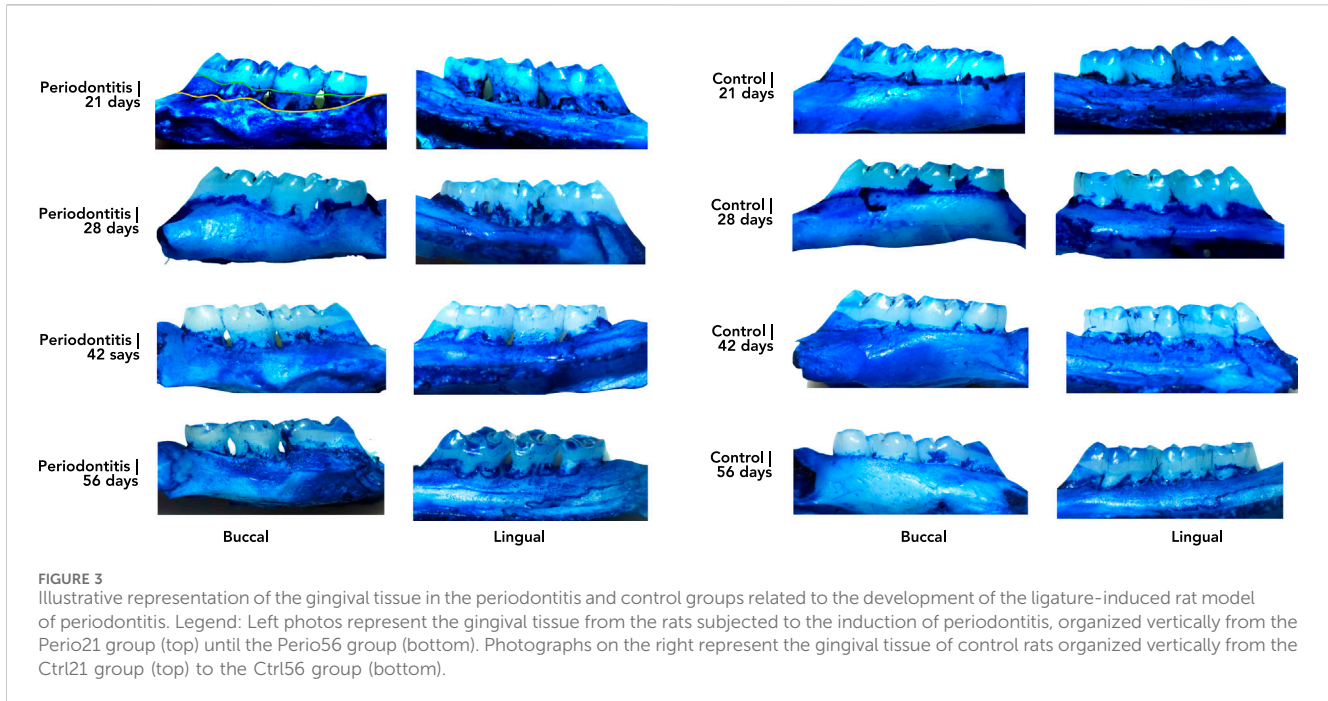 Periodontitis |
21 days
Control |
21 days
Periodontitis |
28 days
Control |
28 days
Periodontitis |
42 says
Control |
42 days
Periodontitis |
56 days
Control |
56 days
Buccal
Lingual
Buccal
Lingual
FIGURE 3
Illustrative representation of the gingival tissue in the periodontitis and control groups related to the development of the ligature-induced rat model
of periodontitis. Legend: Left photos represent the gingival tissue from the rats subjected to the induction of periodontitis, organized vertically from the
Perio21 group (top) until the Perio56 group (bottom). Photographs on the right represent the gingival tissue of control rats organized vertically from the
Ctrl21 group (top) to the Ctrl56 group (bottom).